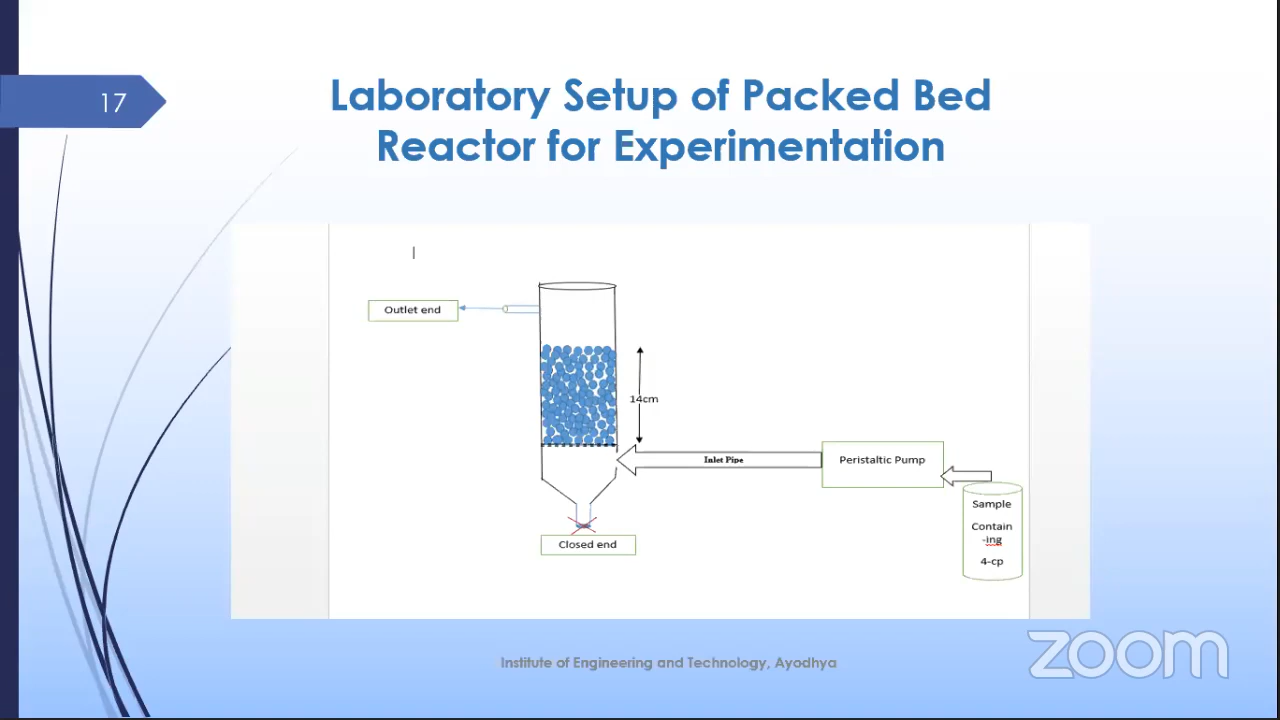 17
Laboratory Setup of Packed Bed
Reactor for Experimentation
Outlet end
14cm
Inlet Pipe
Peristaltic Pump
Sample
Contain
-ing
4-cp
Closed end
Institute of Engineering and Technology, Ayodhya
zoom